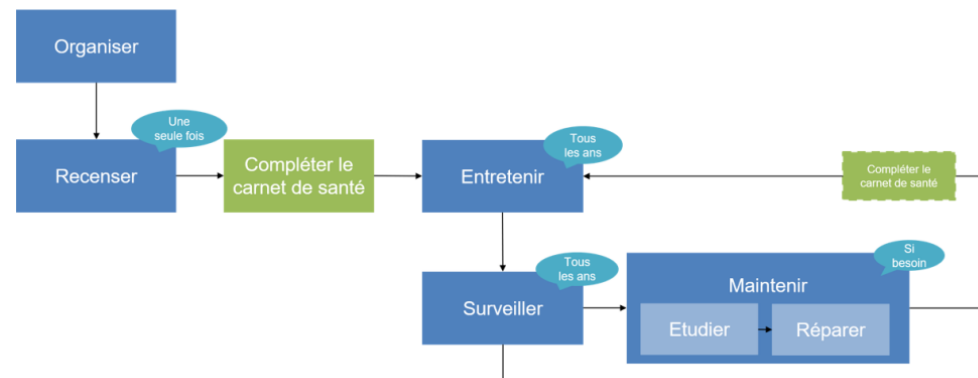 Organiser
Une
seule fois
Recenser
Compléter le
carnet de santé
Tous
les ans
Entretenir
Compléter le
carnet de santé
Tous
les ans
Surveiller
Si
besoin
Maintenir
Etudier
Réparer